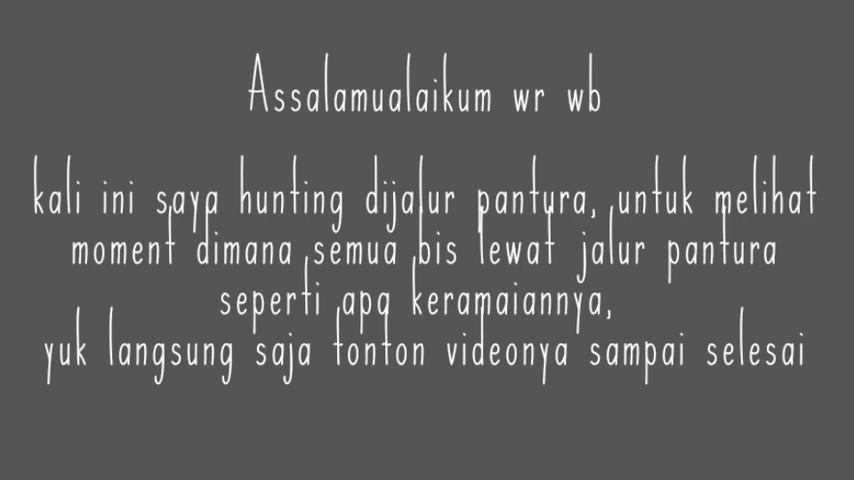 Assalamualaikum wr wb
kali ini saya hunting dijalur pantura, untuk melihat
moment dimana semua bis lewat jalur pantura
seperti apa keramaiannya,
yuk langsung saja tonton videonya sampai selesai